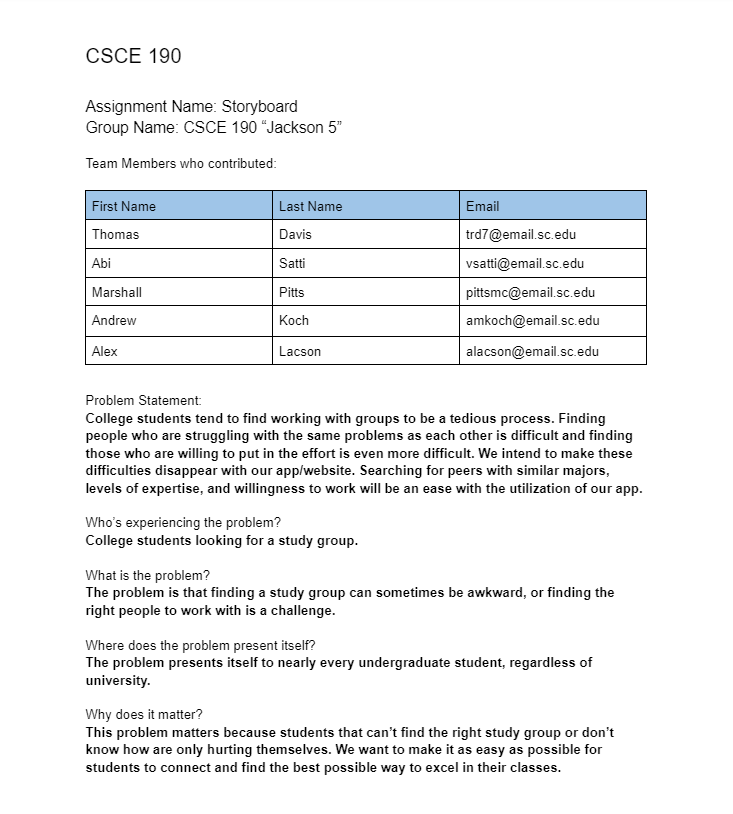 CSCE 190
Assignment Name: Storyboard
Group Name: CSCE 190 “Jackson 5”
Team Members who contributed:
First Name Last Name Email
Thomas Davis trd7@email.sc.edu
Abi Satti vsatti@email.sc.edu
Marshall Pitts pittsmc@email.sc.edu
Andrew Koch amkoch@email.sc.edu
Alex Lacson alacson@email.sc.edu
Problem Statement:
College students tend to find working with groups to be a tedious process. Finding
people who are struggling with the same problems as each other is difficult and finding
those who are willing to put in the effort is even more difficult. We intend to make these
difficulties disappear with our app/website. Searching for peers with similar majors,
levels of expertise, and willingness to work will be an ease with the utilization of our app.
Who’s experiencing the problem?
College students looking for a study group.
What is the problem?
The problem is that finding a study group can sometimes be awkward, or finding the
right people to work with is a challenge.
Where does the problem present itself?
The problem presents itself to nearly every undergraduate student, regardless of
university.
Why does it matter?
This problem matters because students that can’t find the right study group or don’t
know how are only hurting themselves. We want to make it as easy as possible for
students to connect and find the best possible way to excel in their classes.